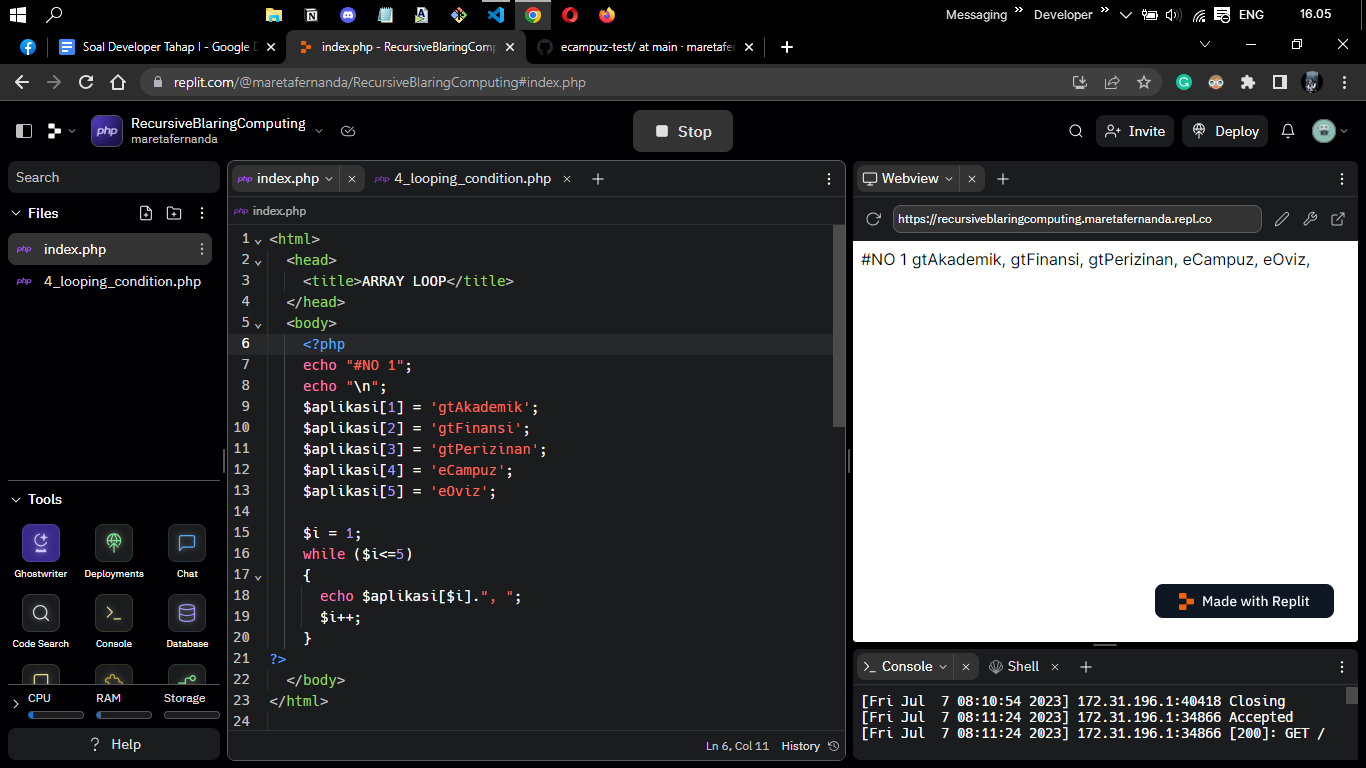 Messaging » Developer » ENG 16.05
Soal Developer Tahap I - Google D × index.php - RecursiveBlaringComp × ecampuz-test/ at main · maretafer × +
replit.com/@maretafernanda/RecursiveBlaringComputing#index.php
php RecursiveBlaringComputing
maretafernanda
Stop
Invite
Deploy
Search
Files
php index.php
php 4_looping_condition.php
Tools
Ghostwriter Deployments Chat
Code Search Console Database
CPU RAM Storage
? Help
php index.php × php 4_looping_condition.php × +
php index.php
1 <html>
2 <head>
3 <title>ARRAY LOOP</title>
4 </head>
5 <body>
6 <?php
7 echo "#NO 1";
8 echo "\n";
9 $aplikasi[1] = 'gtAkademik';
10 $aplikasi[2] = 'gtFinansi';
11 $aplikasi[3] = 'gtPerizinan';
12 $aplikasi[4] = 'eCampuz';
13 $aplikasi[5] = 'eOviz';
14
15 $i = 1;
16 while ($i<=5)
17 {
18 echo $aplikasi[$i].", ";
19 $i++;
20 }
21 ?>
22 </body>
23 </html>
24
Ln 6, Col 11 History
Webview × +
https://recursiveblaringcomputing.maretafernanda.repl.co
#NO 1 gtAkademik, gtFinansi, gtPerizinan, eCampuz, eOviz,
Made with Replit
Console × Shell × +
[Fri Jul  7 08:10:54 2023] 172.31.196.1:40418 Closing
[Fri Jul  7 08:11:24 2023] 172.31.196.1:34866 Accepted
[Fri Jul  7 08:11:24 2023] 172.31.196.1:34866 [200]: GET /